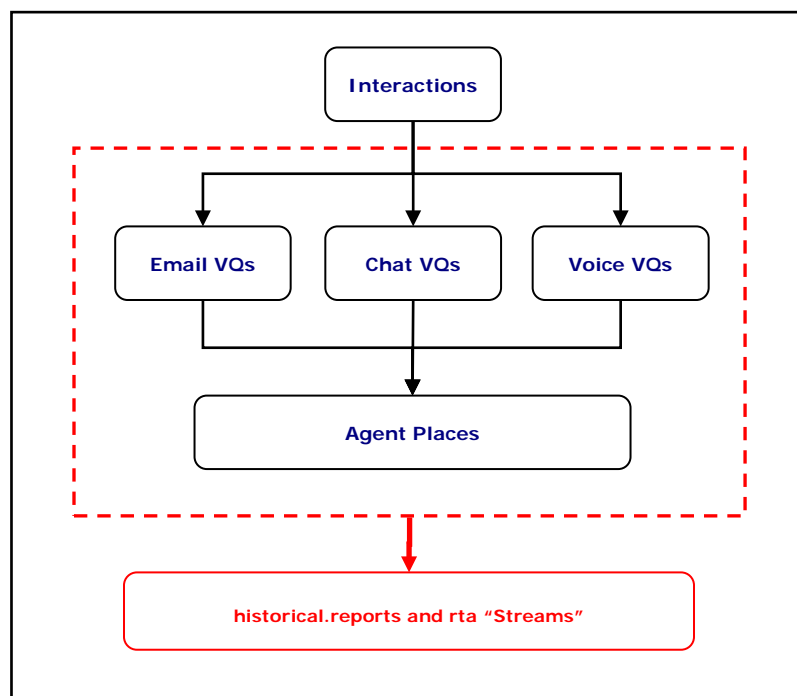 Interactions
Email VQs
Chat VQs
Voice VQs
Agent Places
historical.reports and rta “Streams”